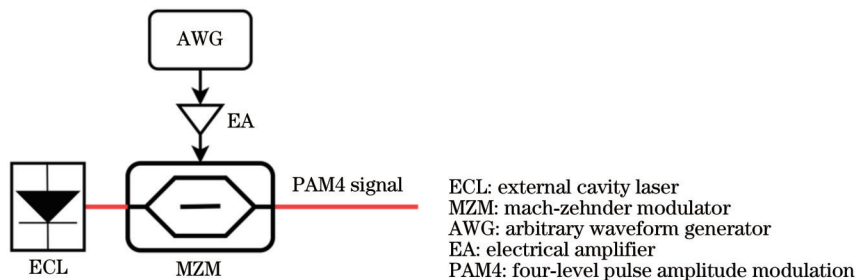 AWG
EA
PAM4 signal
ECL
MZM
ECL: external cavity laser
MZM: mach-zehnder modulator
AWG: arbitrary waveform generator
EA: electrical amplifier
PAM4: four-level pulse amplitude modulation